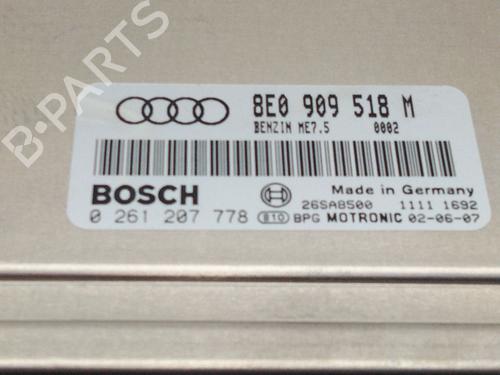 B-PARTS
8E0 909 518 M
BENZIN ME7.5 0002
BOSCH
Made in Germany
26SA8500 1111 1692
0 261 207 778 810 BPG MOTRONIC 02-06-07